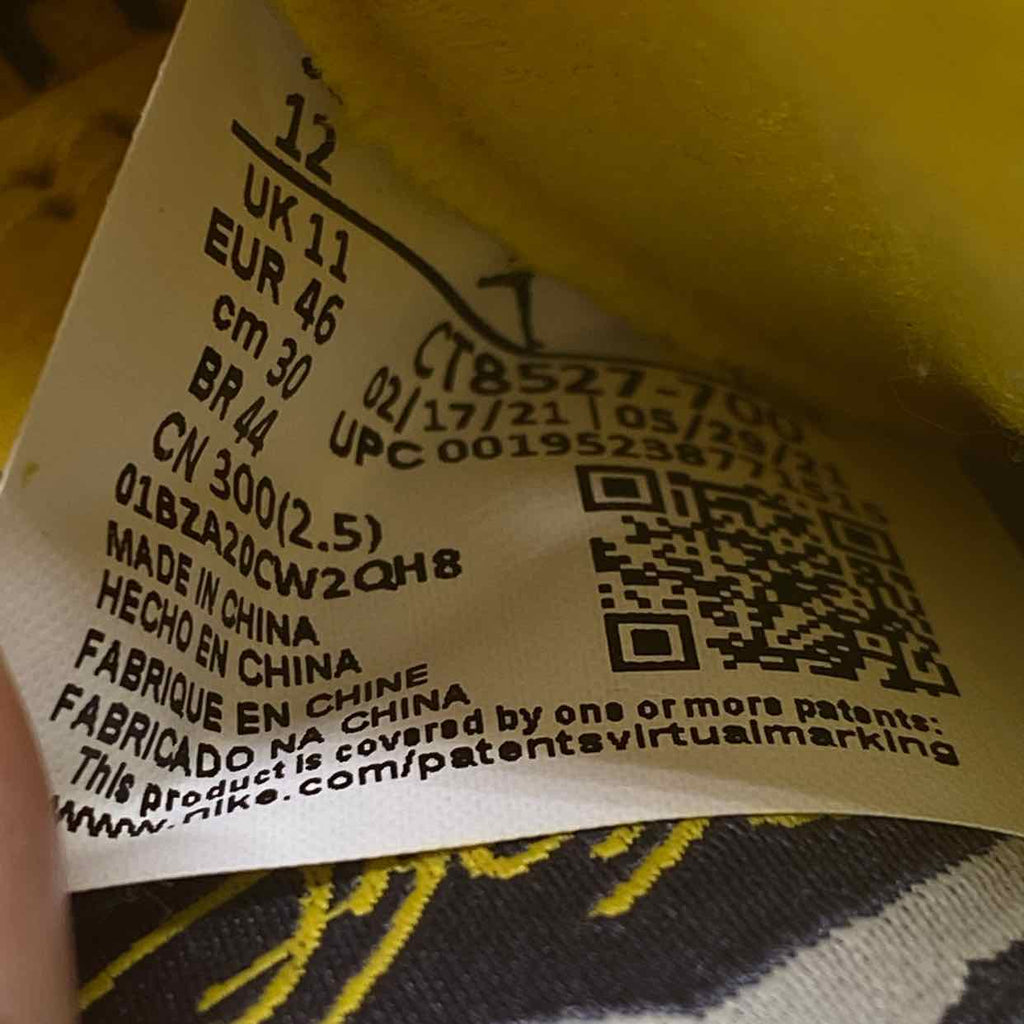 12
UK 11
EUR 46
cm 30
BR 44
CN 300(2.5)
01BZA20CW2QH8
MADE IN CHINA
HECHO EN CHINA
FABRIQUE EN CHINE
FABRICADO NA CHINA
This product is covered by one or more patents:
www.nike.com/patentsvirtualmarking
CT8527-700
02/17/21 | 05/29/21
UPC